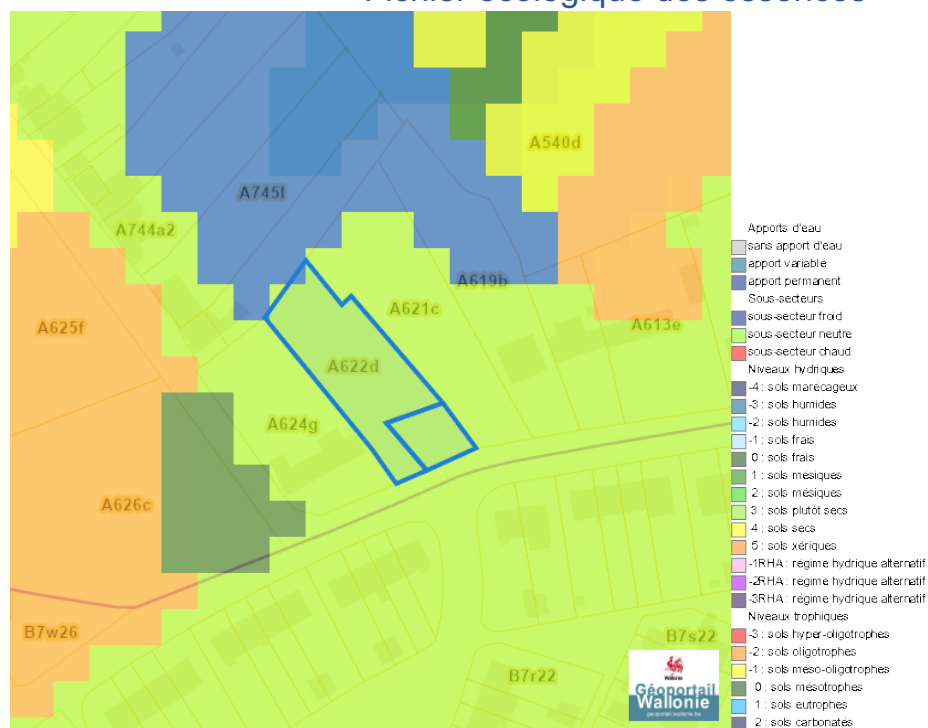 Fichier écologique des essences
A540d
A745l
A744a2
A619b
A621c
A625f
A613e
A622d
A624g
A626c
B7w26
B7s22
B7r22
Wallonie
Géoportail
Wallonie
geoportail.wallonie.be
Apports d'eau
sans apport d'eau
apport variable
apport permanent
Sous-secteurs
sous-secteur froid
sous-secteur neutre
sous-secteur chaud
Niveaux hydriques
-4 : sols marécageux
-3 : sols humides
-2 : sols humides
-1 : sols frais
0 : sols frais
1 : sols mésiques
2 : sols mésiques
3 : sols plutôt secs
4 : sols secs
5 : sols xériques
-1RHA : régime hydrique alternatif
-2RHA : régime hydrique alternatif
-3RHA : régime hydrique alternatif
Niveaux trophiques
-3 : sols hyper-oligotrophes
-2 : sols oligotrophes
-1 : sols méso-oligotrophes
0 : sols mésotrophes
1 : sols eutrophes
2 : sols carbonatés